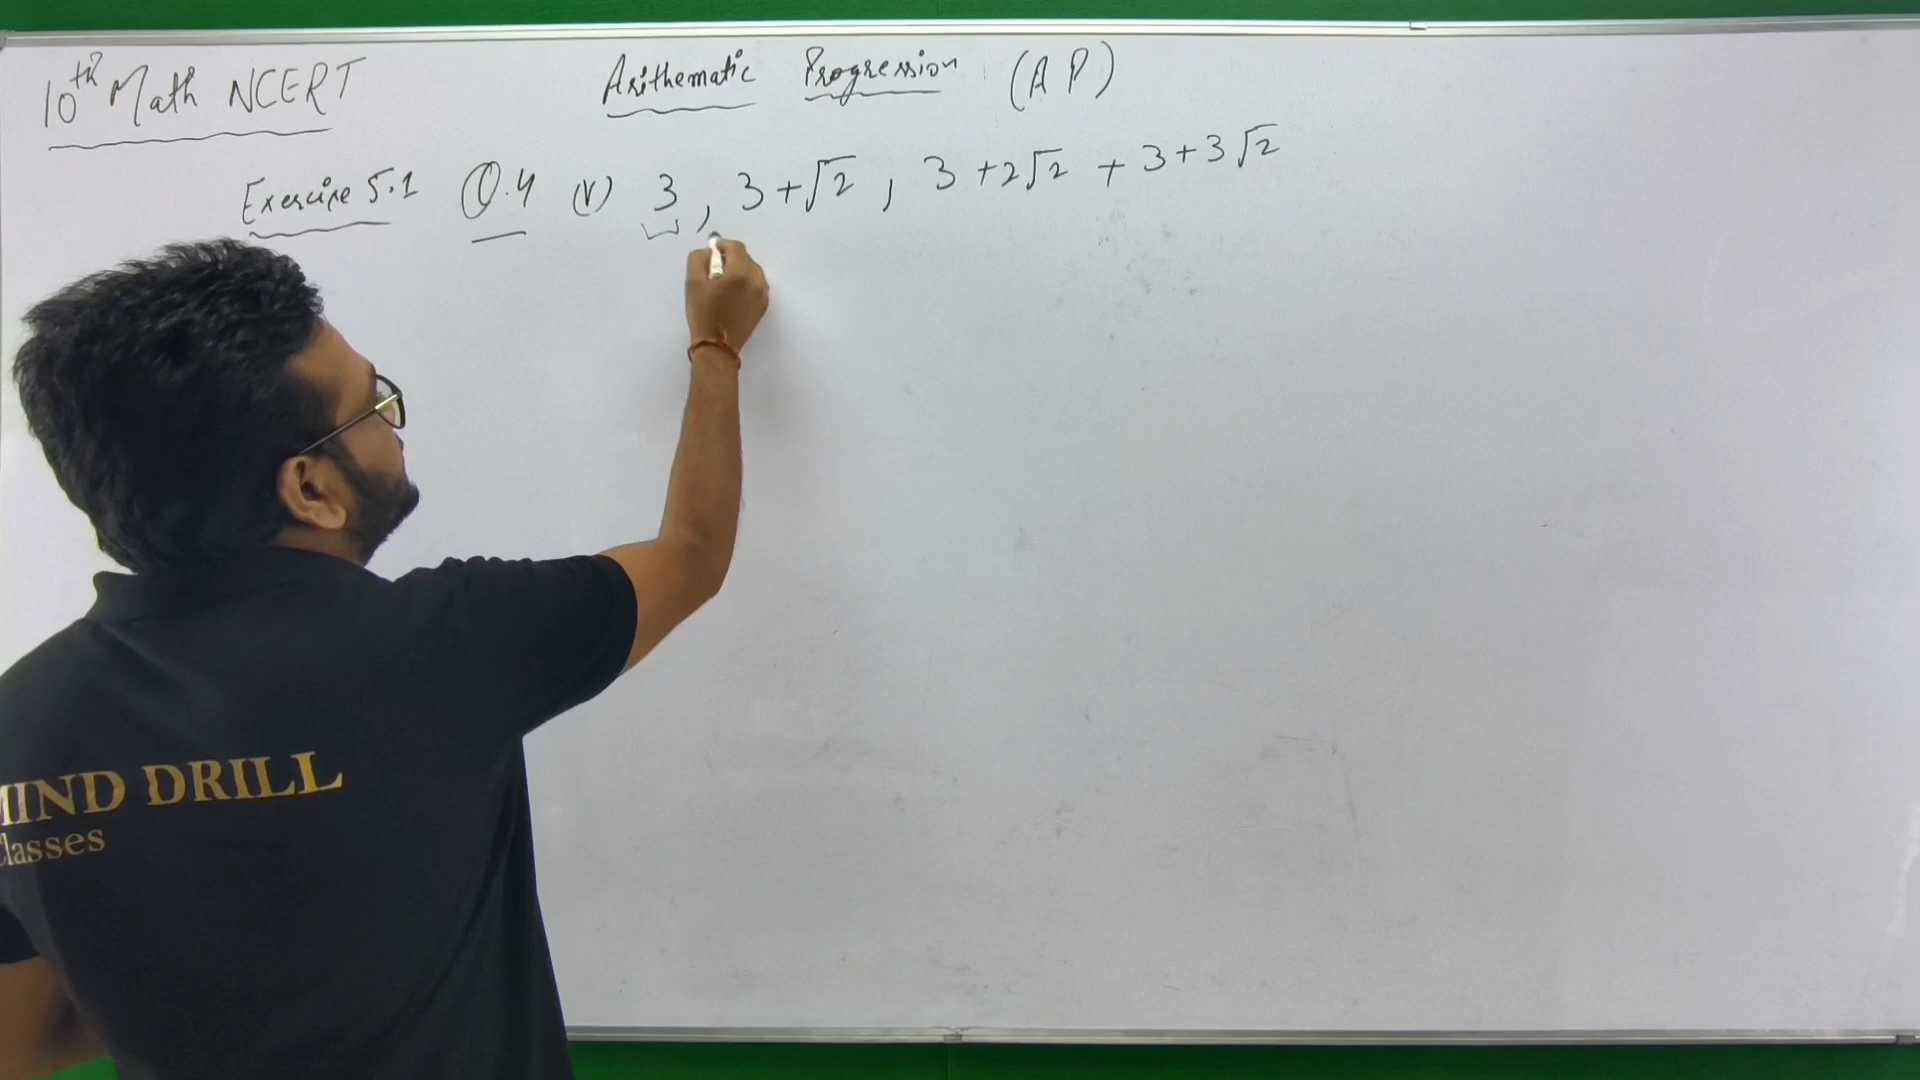 10th Math NCERT
Arithematic Progression (AP)
Exercise 5.1 Q.4 (V) 3, 3+√2, 3+2√2 + 3+3√2
MIND DRILL
Classes